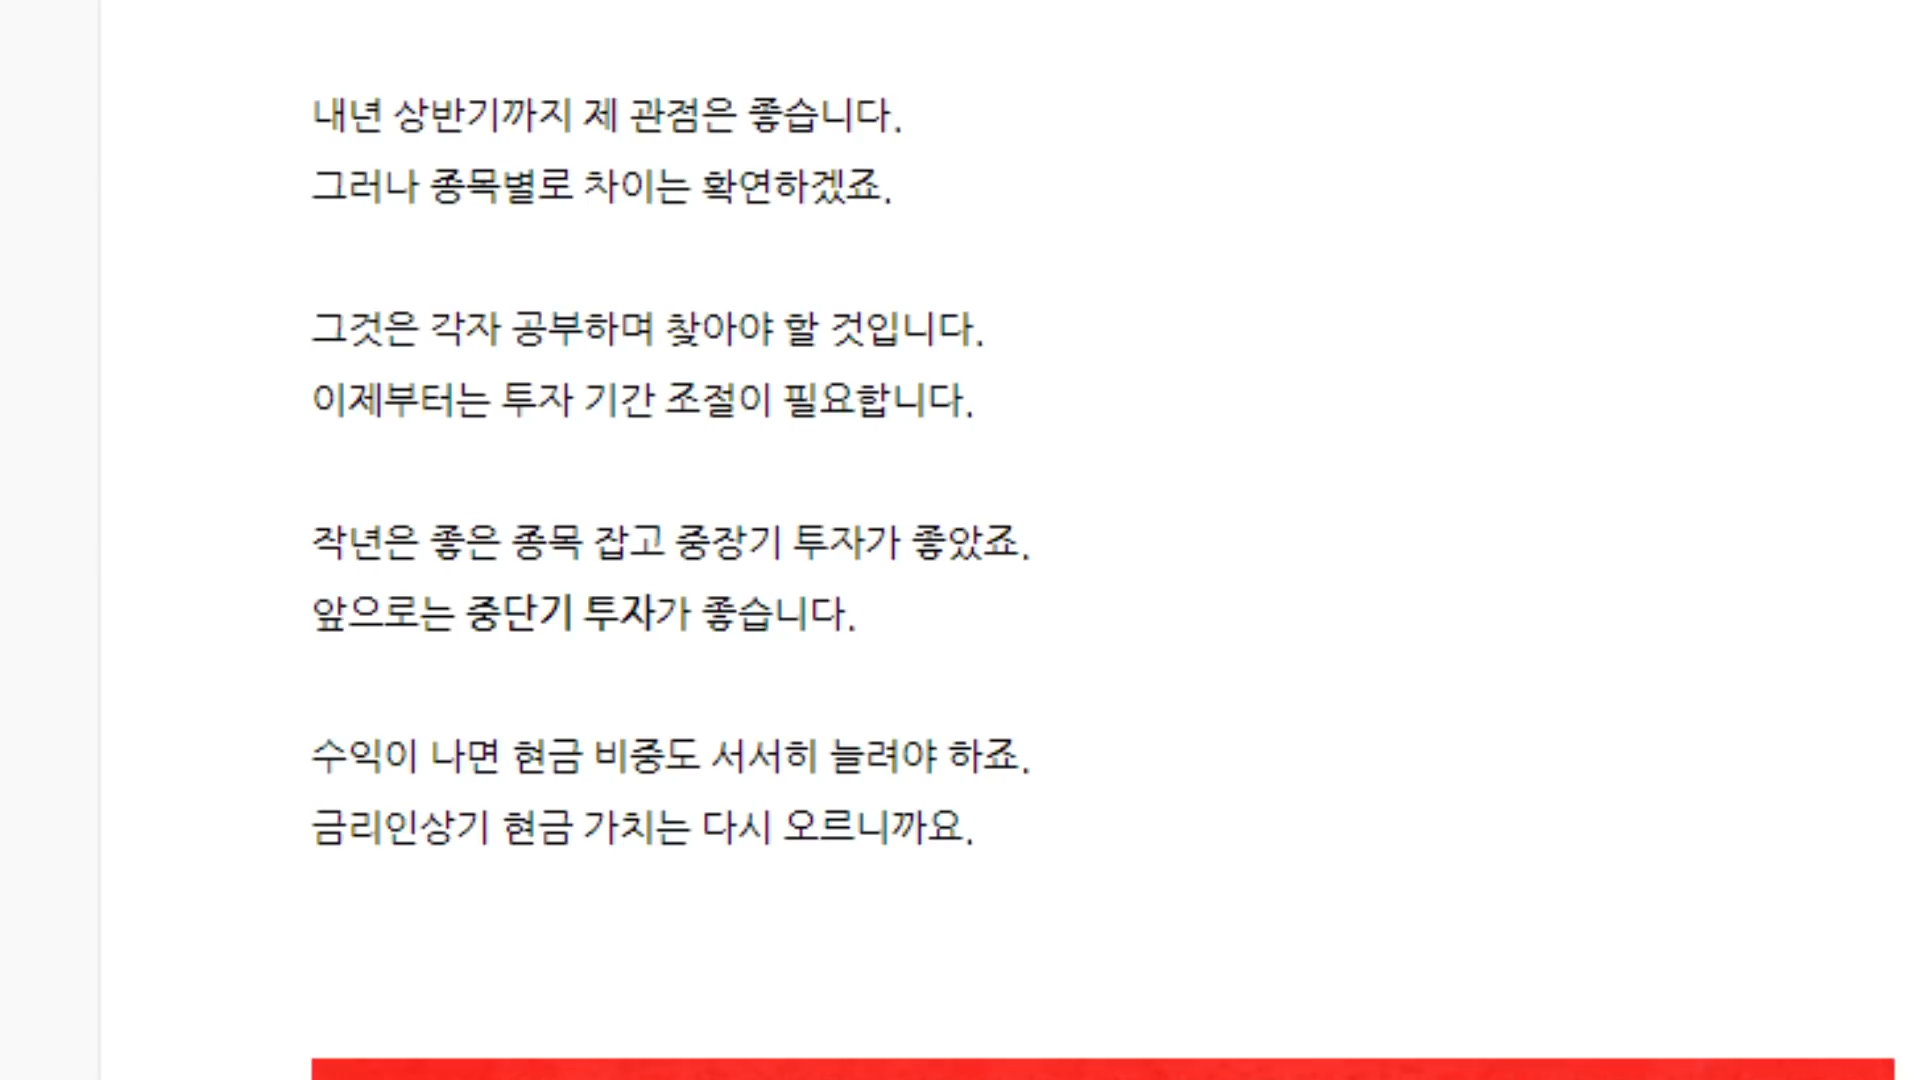 내년 상반기까지 제 관점은 좋습니다.
그러나 종목별로 차이는 확연하겠죠.
그것은 각자 공부하며 찾아야 할 것입니다.
이제부터는 투자 기간 조절이 필요합니다.
작년은 좋은 종목 잡고 중장기 투자가 좋았죠.
앞으로는 중단기 투자가 좋습니다.
수익이 나면 현금 비중도 서서히 늘려야 하죠.
금리인상기 현금 가치는 다시 오르니까요.